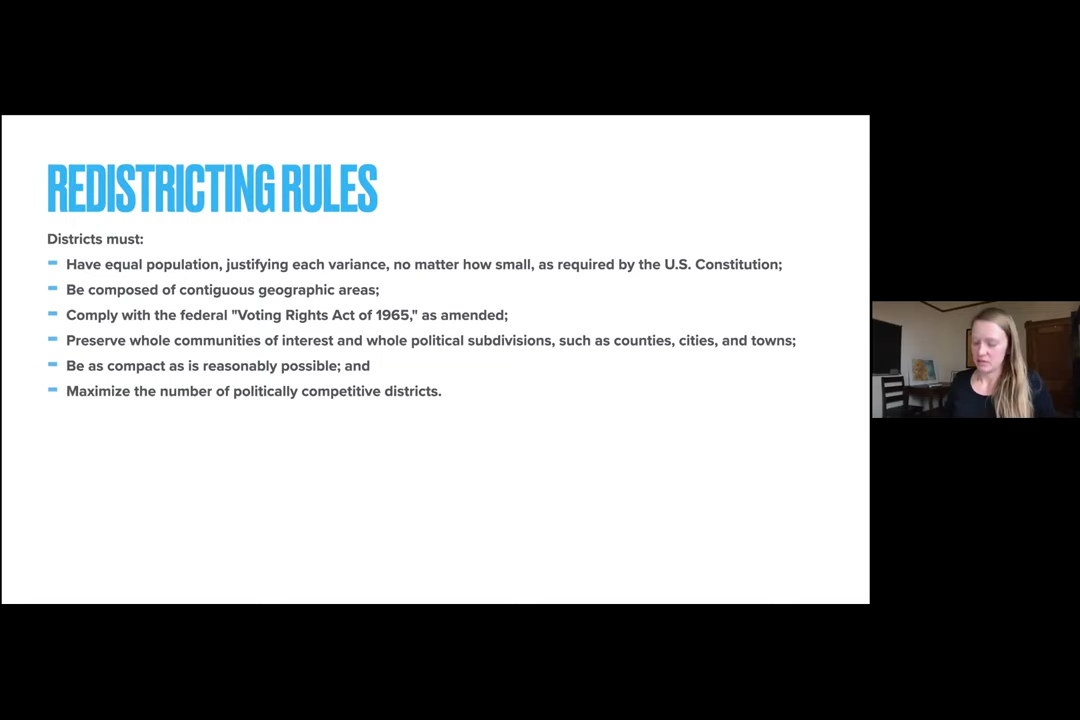 REDISTRICTING RULES
Districts must:
Have equal population, justifying each variance, no matter how small, as required by the U.S. Constitution;
Be composed of contiguous geographic areas;
Comply with the federal "Voting Rights Act of 1965," as amended;
Preserve whole communities of interest and whole political subdivisions, such as counties, cities, and towns;
Be as compact as is reasonably possible; and
Maximize the number of politically competitive districts.